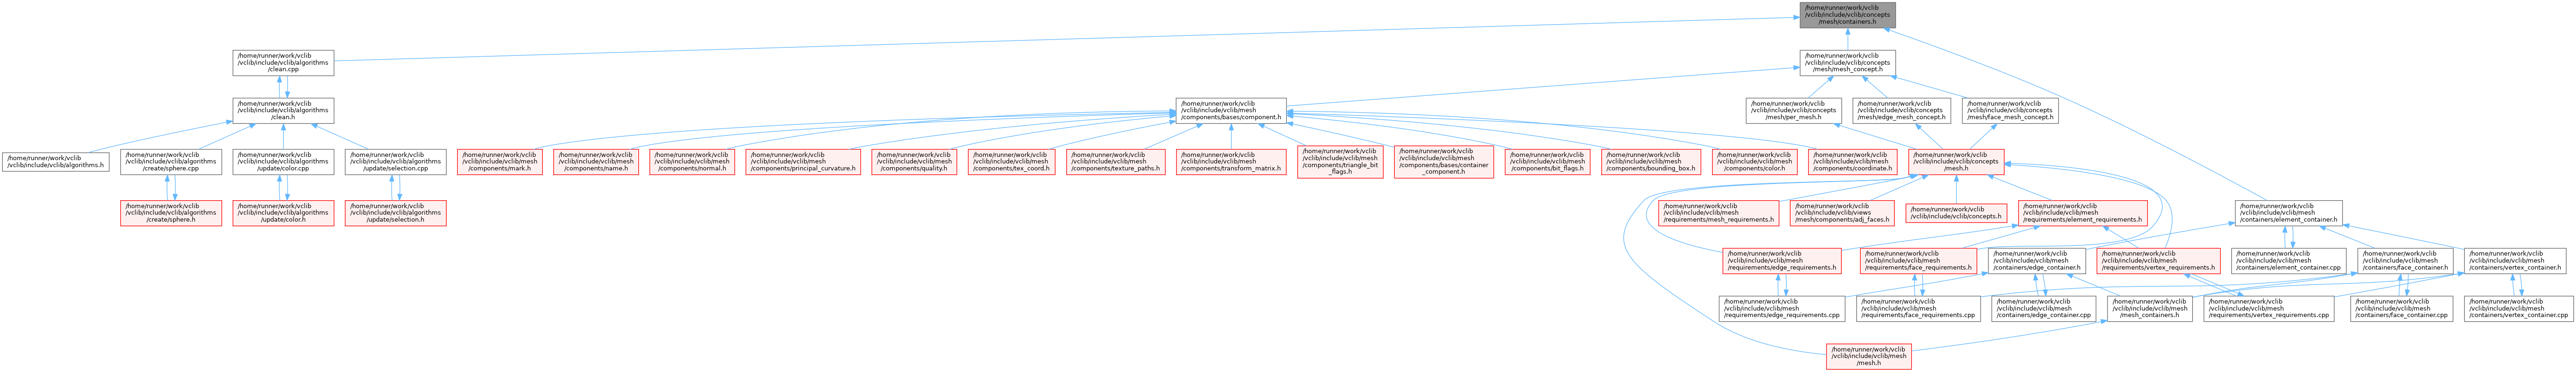 /home/runner/work/vclib
/vclib/include/vclib/concepts
/mesh/containers.h
/home/runner/work/vclib
/vclib/include/vclib/algorithms
/clean.cpp
/home/runner/work/vclib
/vclib/include/vclib/concepts
/mesh/mesh_concept.h
/home/runner/work/vclib
/vclib/include/vclib/algorithms
/clean.h
/home/runner/work/vclib
/vclib/include/vclib/mesh
/components/bases/component.h
/home/runner/work/vclib
/vclib/include/vclib/concepts
/mesh/per_mesh.h
/home/runner/work/vclib
/vclib/include/vclib/concepts
/mesh/edge_mesh_concept.h
/home/runner/work/vclib
/vclib/include/vclib/concepts
/mesh/face_mesh_concept.h
/home/runner/work/vclib
/vclib/include/vclib/algorithms.h
/home/runner/work/vclib
/vclib/include/vclib/algorithms
/create/sphere.cpp
/home/runner/work/vclib
/vclib/include/vclib/algorithms
/update/color.cpp
/home/runner/work/vclib
/vclib/include/vclib/algorithms
/update/selection.cpp
/home/runner/work/vclib
/vclib/include/vclib/mesh
/components/mark.h
/home/runner/work/vclib
/vclib/include/vclib/mesh
/components/name.h
/home/runner/work/vclib
/vclib/include/vclib/mesh
/components/normal.h
/home/runner/work/vclib
/vclib/include/vclib/mesh
/components/principal_curvature.h
/home/runner/work/vclib
/vclib/include/vclib/mesh
/components/quality.h
/home/runner/work/vclib
/vclib/include/vclib/mesh
/components/tex_coord.h
/home/runner/work/vclib
/vclib/include/vclib/mesh
/components/texture_paths.h
/home/runner/work/vclib
/vclib/include/vclib/mesh
/components/transform_matrix.h
/home/runner/work/vclib
/vclib/include/vclib/mesh
/components/triangle_bit
_flags.h
/home/runner/work/vclib
/vclib/include/vclib/mesh
/components/bases/container
_component.h
/home/runner/work/vclib
/vclib/include/vclib/mesh
/components/bit_flags.h
/home/runner/work/vclib
/vclib/include/vclib/mesh
/components/bounding_box.h
/home/runner/work/vclib
/vclib/include/vclib/mesh
/components/color.h
/home/runner/work/vclib
/vclib/include/vclib/mesh
/components/coordinate.h
/home/runner/work/vclib
/vclib/include/vclib/concepts
/mesh.h
/home/runner/work/vclib
/vclib/include/vclib/algorithms
/create/sphere.h
/home/runner/work/vclib
/vclib/include/vclib/algorithms
/update/color.h
/home/runner/work/vclib
/vclib/include/vclib/algorithms
/update/selection.h
/home/runner/work/vclib
/vclib/include/vclib/mesh
/requirements/mesh_requirements.h
/home/runner/work/vclib
/vclib/include/vclib/views
/mesh/components/adj_faces.h
/home/runner/work/vclib
/vclib/include/vclib/concepts.h
/home/runner/work/vclib
/vclib/include/vclib/mesh
/requirements/element_requirements.h
/home/runner/work/vclib
/vclib/include/vclib/mesh
/containers/element_container.h
/home/runner/work/vclib
/vclib/include/vclib/mesh
/requirements/edge_requirements.h
/home/runner/work/vclib
/vclib/include/vclib/mesh
/requirements/face_requirements.h
/home/runner/work/vclib
/vclib/include/vclib/mesh
/containers/edge_container.h
/home/runner/work/vclib
/vclib/include/vclib/mesh
/requirements/vertex_requirements.h
/home/runner/work/vclib
/vclib/include/vclib/mesh
/containers/element_container.cpp
/home/runner/work/vclib
/vclib/include/vclib/mesh
/containers/face_container.h
/home/runner/work/vclib
/vclib/include/vclib/mesh
/containers/vertex_container.h
/home/runner/work/vclib
/vclib/include/vclib/mesh
/requirements/edge_requirements.cpp
/home/runner/work/vclib
/vclib/include/vclib/mesh
/requirements/face_requirements.cpp
/home/runner/work/vclib
/vclib/include/vclib/mesh
/containers/edge_container.cpp
/home/runner/work/vclib
/vclib/include/vclib/mesh
/mesh_containers.h
/home/runner/work/vclib
/vclib/include/vclib/mesh
/requirements/vertex_requirements.cpp
/home/runner/work/vclib
/vclib/include/vclib/mesh
/containers/face_container.cpp
/home/runner/work/vclib
/vclib/include/vclib/mesh
/containers/vertex_container.cpp
/home/runner/work/vclib
/vclib/include/vclib/mesh
/mesh.h